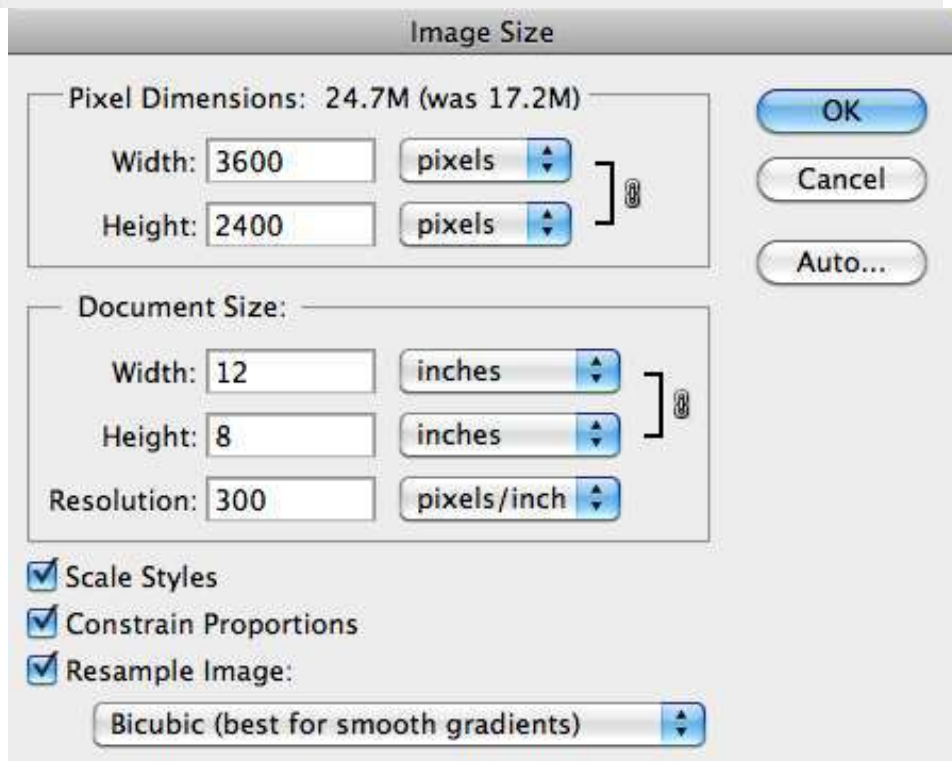 Image Size
Pixel Dimensions: 24.7M (was 17.2M)
OK
Width: 3600 pixels
Cancel
Height: 2400 pixels
Auto...
Document Size:
Width: 12 inches
Height: 8 inches
Resolution: 300 pixels/inch
Scale Styles
Constrain Proportions
Resample Image:
Bicubic (best for smooth gradients)